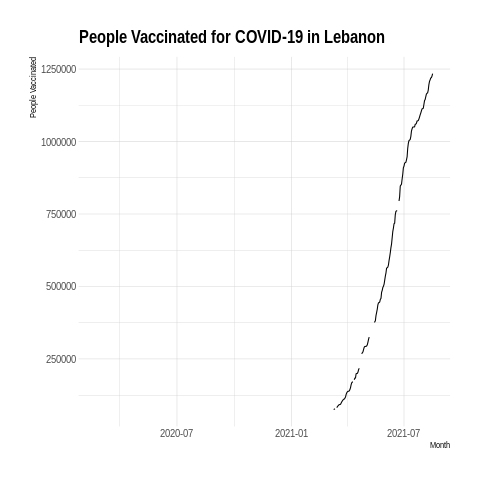 People Vaccinated for COVID-19 in Lebanon
People Vaccinated
1250000
1000000
750000
500000
250000
2020-07 2021-01 2021-07
Month